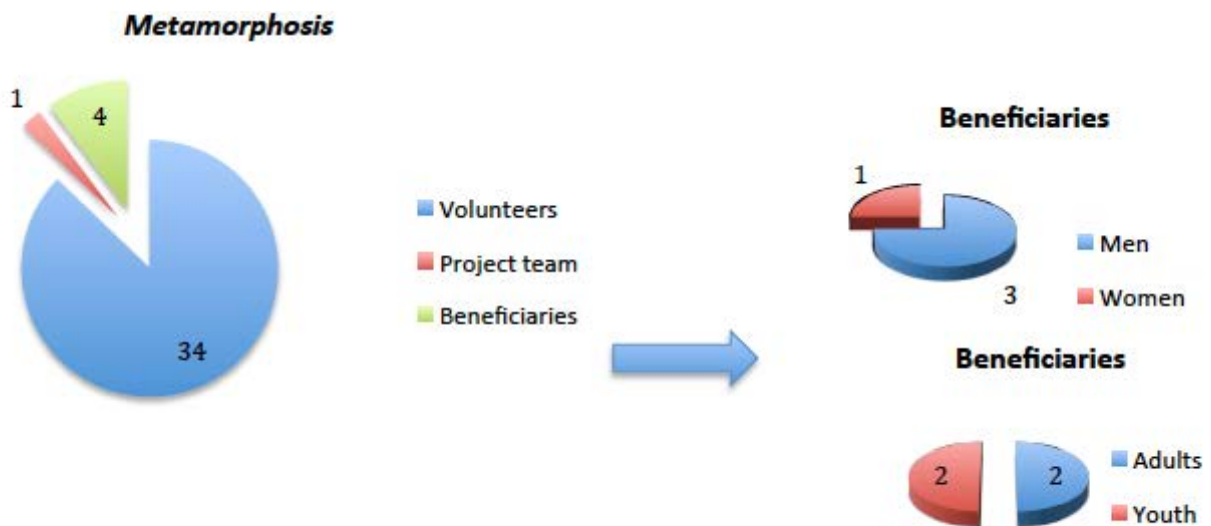 Metamorphosis
1
4
34
Volunteers
Project team
Beneficiaries
Beneficiaries
1
3
Men
Women
Beneficiaries
2
2
Adults
Youth